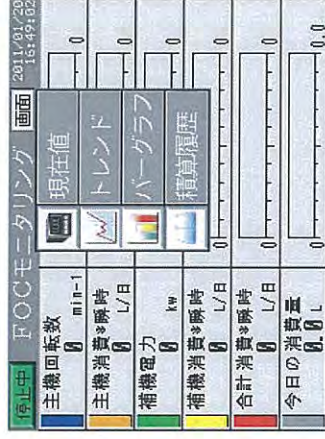 停止中 FOCモニタリング 画面 2011/01/20
16:49:02
現在値
トレンド
バーグラフ
積算履歴
主機回転数
0 min-1
0
主機消費*瞬時
0 L/日
0
補機電力
0 kw
0
補機消費*瞬時
0 L/日
0 0
合計消費*瞬時
0 L/日
0 0
今日の消費量
0.0 L
0 0.0